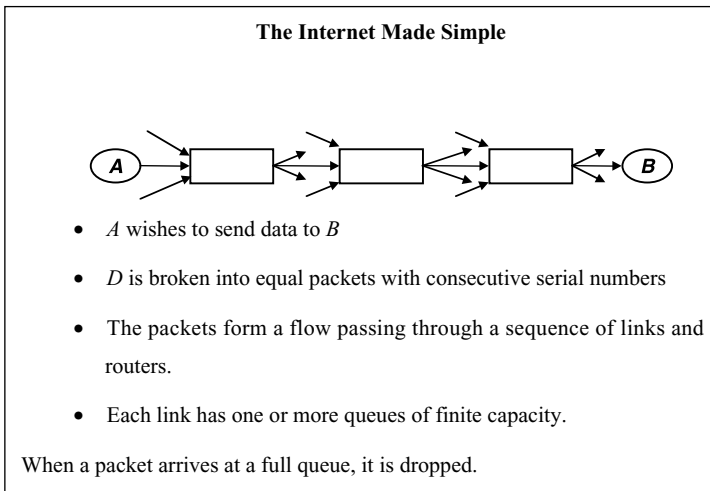 The Internet Made Simple
A B
• A wishes to send data to B
• D is broken into equal packets with consecutive serial numbers
• The packets form a flow passing through a sequence of links and
routers.
• Each link has one or more queues of finite capacity.
When a packet arrives at a full queue, it is dropped.